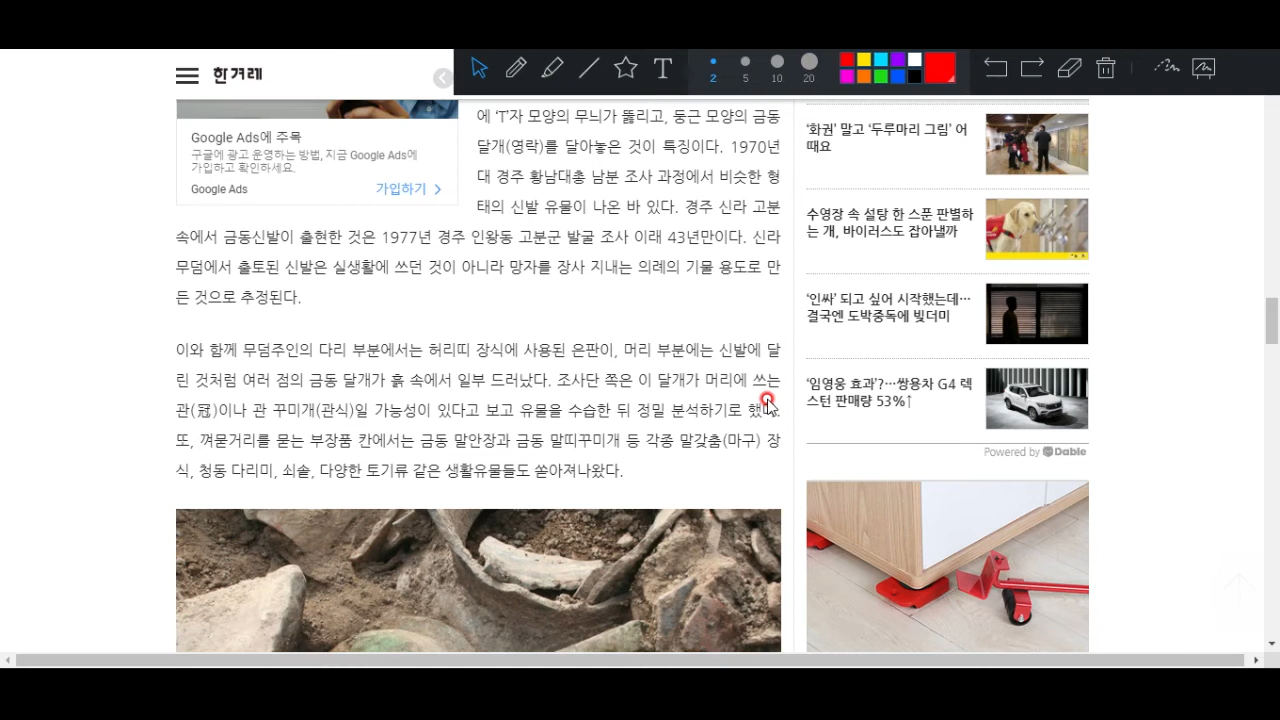 한겨레
2 5 10 20
Google Ads에 주목
구글에 광고 운영하는 방법, 지금 Google Ads에
가입하고 확인하세요.
Google Ads 가입하기
에 'T'자 모양의 무늬가 뚫리고, 둥근 모양의 금동
달개(영락)를 달아놓은 것이 특징이다. 1970년
대 경주 황남대총 남분 조사 과정에서 비슷한 형
태의 신발 유물이 나온 바 있다. 경주 신라 고분
속에서 금동신발이 출현한 것은 1977년 경주 인왕동 고분군 발굴 조사 이래 43년만이다. 신라
무덤에서 출토된 신발은 실생활에 쓰던 것이 아니라 망자를 장사 지내는 의례의 기물 용도로 만
든 것으로 추정된다.
이와 함께 무덤주인의 다리 부분에서는 허리띠 장식에 사용된 은판이, 머리 부분에는 신발에 달
린 것처럼 여러 점의 금동 달개가 흙 속에서 일부 드러났다. 조사단 쪽은 이 달개가 머리에 쓰는
관(冠)이나 관 꾸미개(관식)일 가능성이 있다고 보고 유물을 수습한 뒤 정밀 분석하기로
또, 껴묻거리를 묻는 부장품 칸에서는 금동 말안장과 금동 말띠꾸미개 등 각종 말갖춤(마구) 장
식, 청동 다리미, 쇠솥, 다양한 토기류 같은 생활유물들도 쏟아져나왔다.
'화권' 말고 '두루마리 그림' 어
때요
수영장 속 설탕 한 스푼 판별하
는 개, 바이러스도 잡아낼까
'인싸' 되고 싶어 시작했는데…
결국엔 도박중독에 빚더미
'임영웅 효과'?…쌍용차 G4 렉
스턴 판매량 53%↑
Powered by Dable